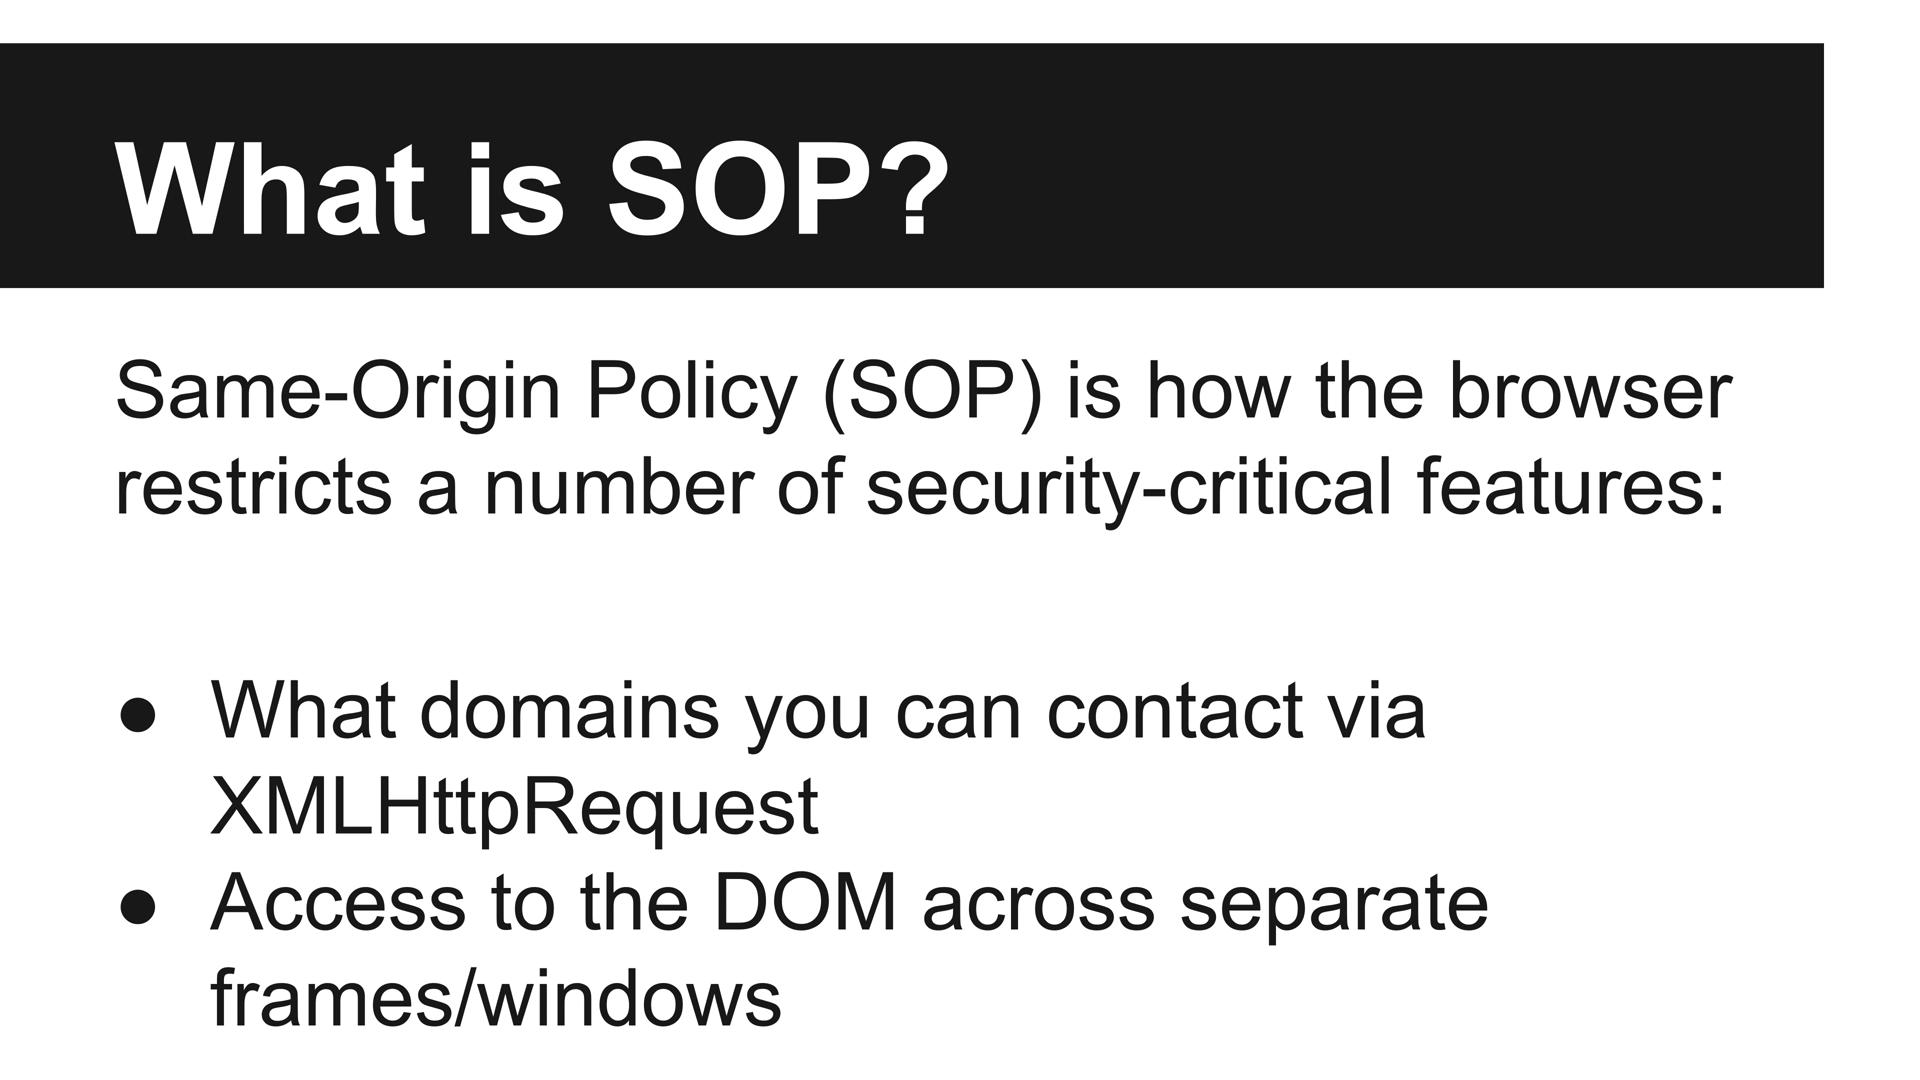 What is SOP?
Same-Origin Policy (SOP) is how the browser
restricts a number of security-critical features:
● What domains you can contact via
XMLHttpRequest
● Access to the DOM across separate
frames/windows